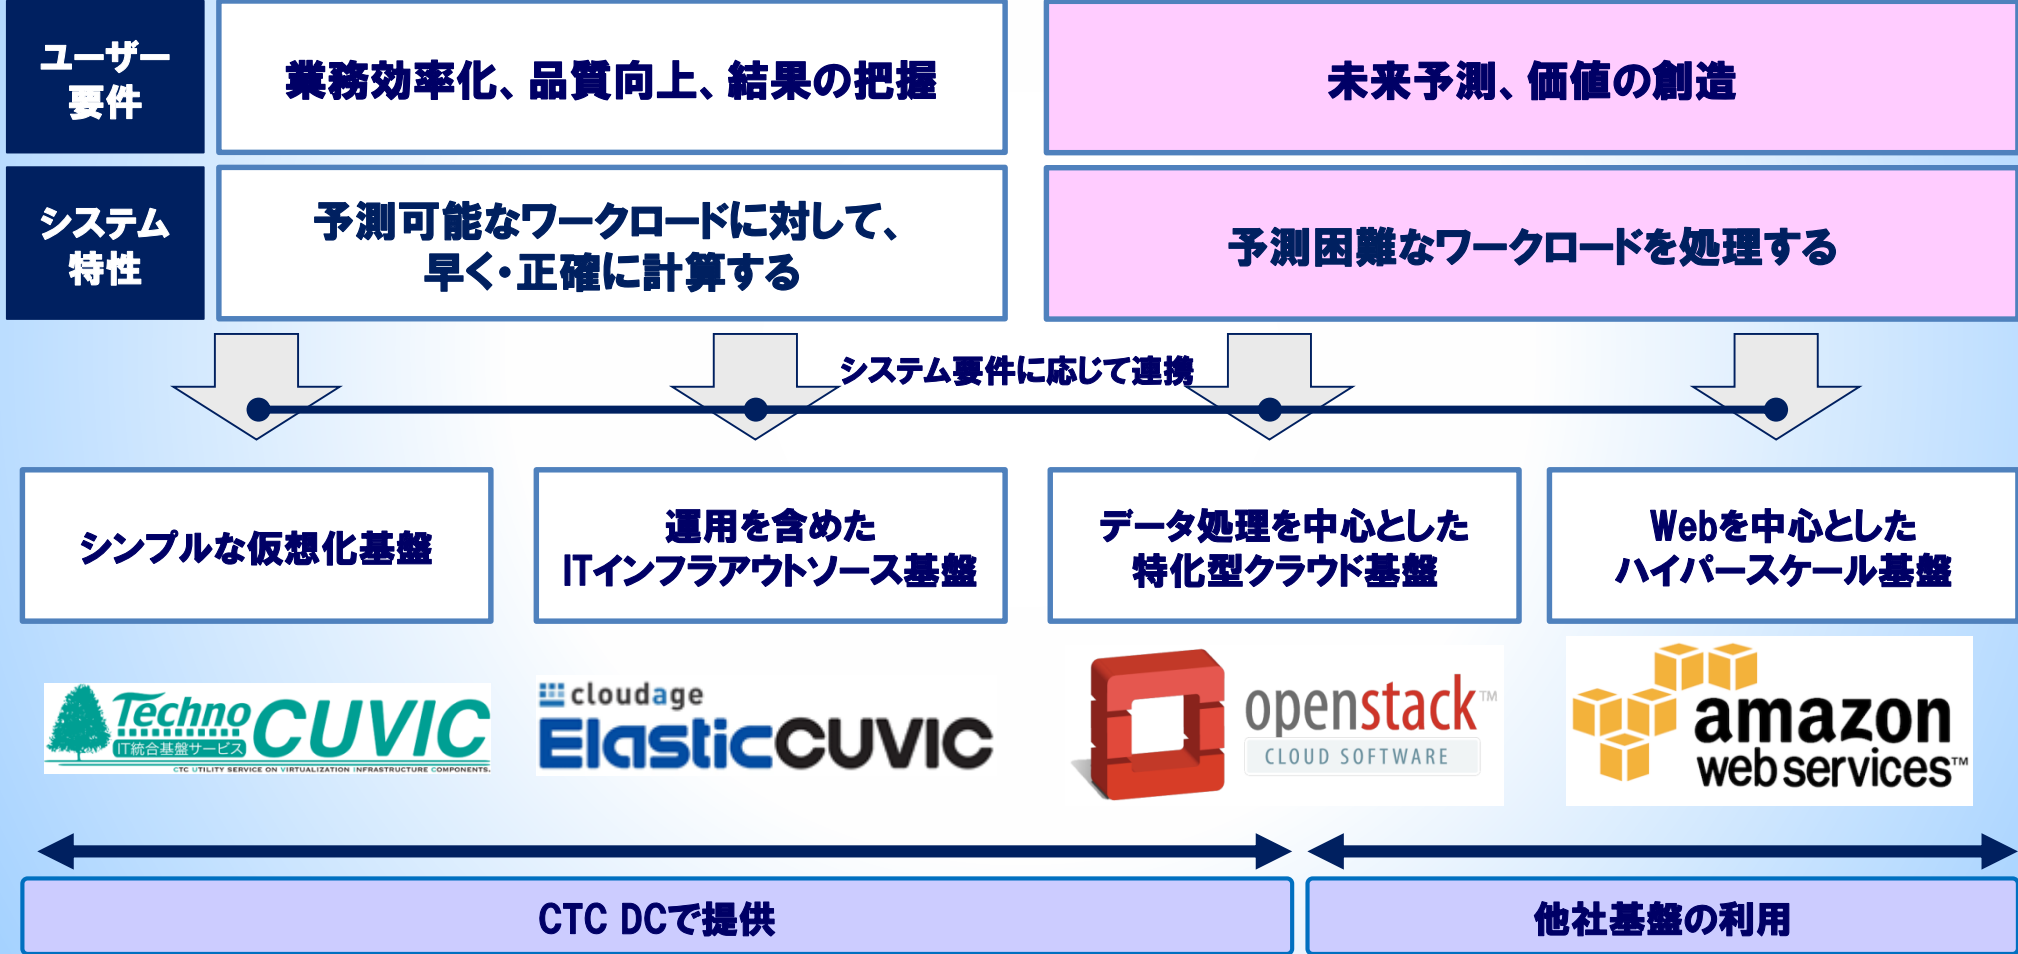 ユーザー
要件
業務効率化、品質向上、結果の把握
未来予測、価値の創造
システム
特性
予測可能なワークロードに対して、
早く・正確に計算する
予測困難なワークロードを処理する
システム要件に応じて連携
シンプルな仮想化基盤
運用を含めた
ITインフラアウトソース基盤
データ処理を中心とした
特化型クラウド基盤
Webを中心とした
ハイパースケール基盤
Techno CUVIC
IT統合基盤サービス
CTC UTILITY SERVICE ON VIRTUALIZATION INFRASTRUCTURE COMPONENTS.
cloudage
ElasticCUVIC
openstack™
CLOUD SOFTWARE
amazon
web services™
CTC DCで提供
他社基盤の利用